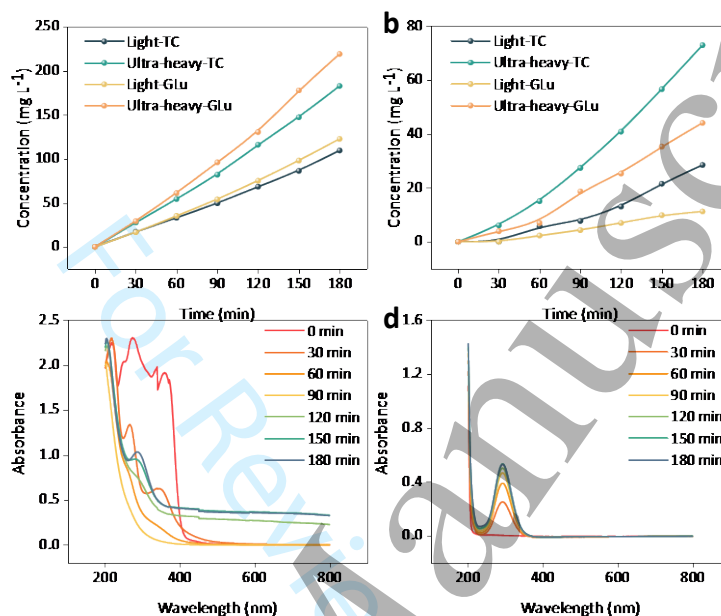 250
200
150
100
50
0
Concentration (mg L⁻¹)
Light-TC
Ultra-heavy-TC
Light-GLu
Ultra-heavy-GLu
0 30 60 90 120 150 180
Time (min)
b
80
60
40
20
0
Concentration (mg L⁻¹)
Light-TC
Ultra-heavy-TC
Light-GLu
Ultra-heavy-GLu
0 30 60 90 120 150 180
Time (min)
2.5
2.0
1.5
1.0
0.5
0.0
Absorbance
0 min
30 min
60 min
90 min
120 min
150 min
180 min
200 400 600 800
Wavelength (nm)
d
1.6
1.2
0.8
0.4
0.0
Absorbance
0 min
30 min
60 min
90 min
120 min
150 min
180 min
200 400 600 800
Wavelength (nm)
For Revie
anus